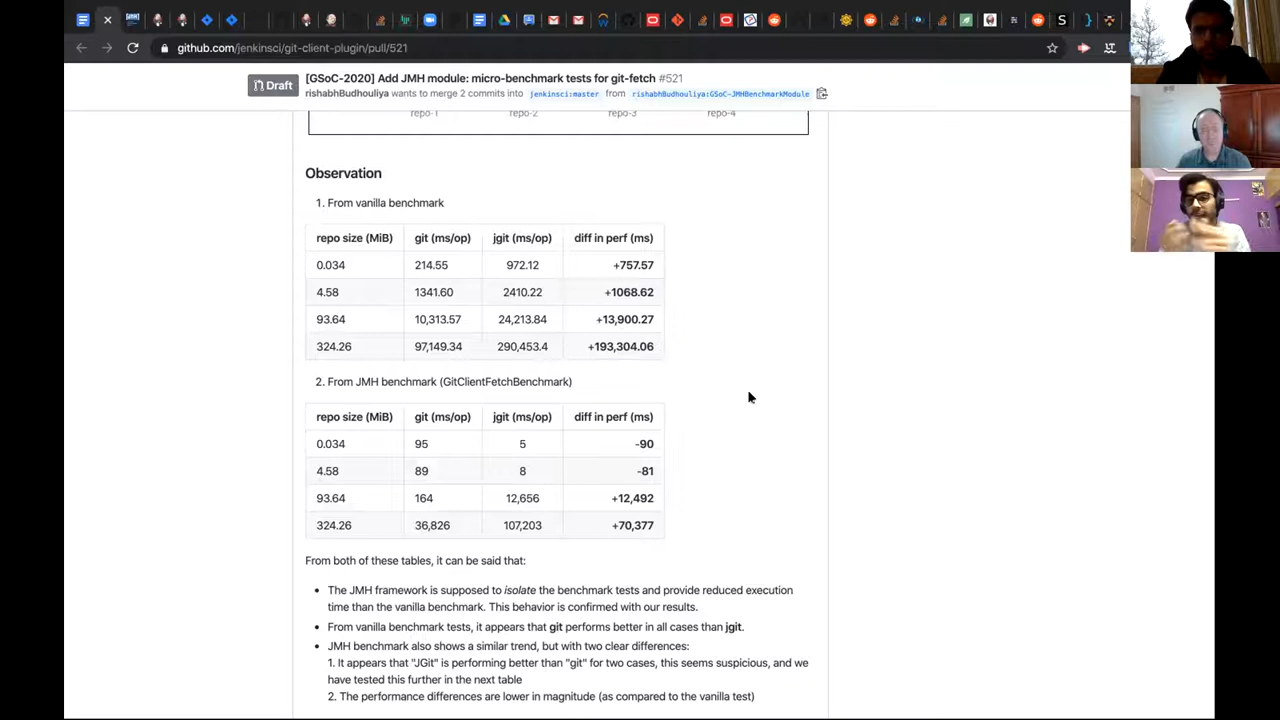 github.com/jenkinsci/git-client-plugin/pull/521
Draft
[GSoC-2020] Add JMH module: micro-benchmark tests for git-fetch #521
rishabhBudhouliya wants to merge 2 commits into jenkinsci:master from rishabhBudhouliya:GSoC-JMHBenchmarkModule
repo-1 repo-2 repo-3 repo-4
Observation
1. From vanilla benchmark
repo size (MiB) git (ms/op) jgit (ms/op) diff in perf (ms)
0.034 214.55 972.12 +757.57
4.58 1341.60 2410.22 +1068.62
93.64 10,313.57 24,213.84 +13,900.27
324.26 97,149.34 290,453.4 +193,304.06
2. From JMH benchmark (GitClientFetchBenchmark)
repo size (MiB) git (ms/op) jgit (ms/op) diff in perf (ms)
0.034 95 5 -90
4.58 89 8 -81
93.64 164 12,656 +12,492
324.26 36,826 107,203 +70,377
From both of these tables, it can be said that:
• The JMH framework is supposed to isolate the benchmark tests and provide reduced execution
time than the vanilla benchmark. This behavior is confirmed with our results.
• From vanilla benchmark tests, it appears that git performs better in all cases than jgit.
• JMH benchmark also shows a similar trend, but with two clear differences:
1. It appears that "JGit" is performing better than "git" for two cases, this seems suspicious, and we
have tested this further in the next table
2. The performance differences are lower in magnitude (as compared to the vanilla test)